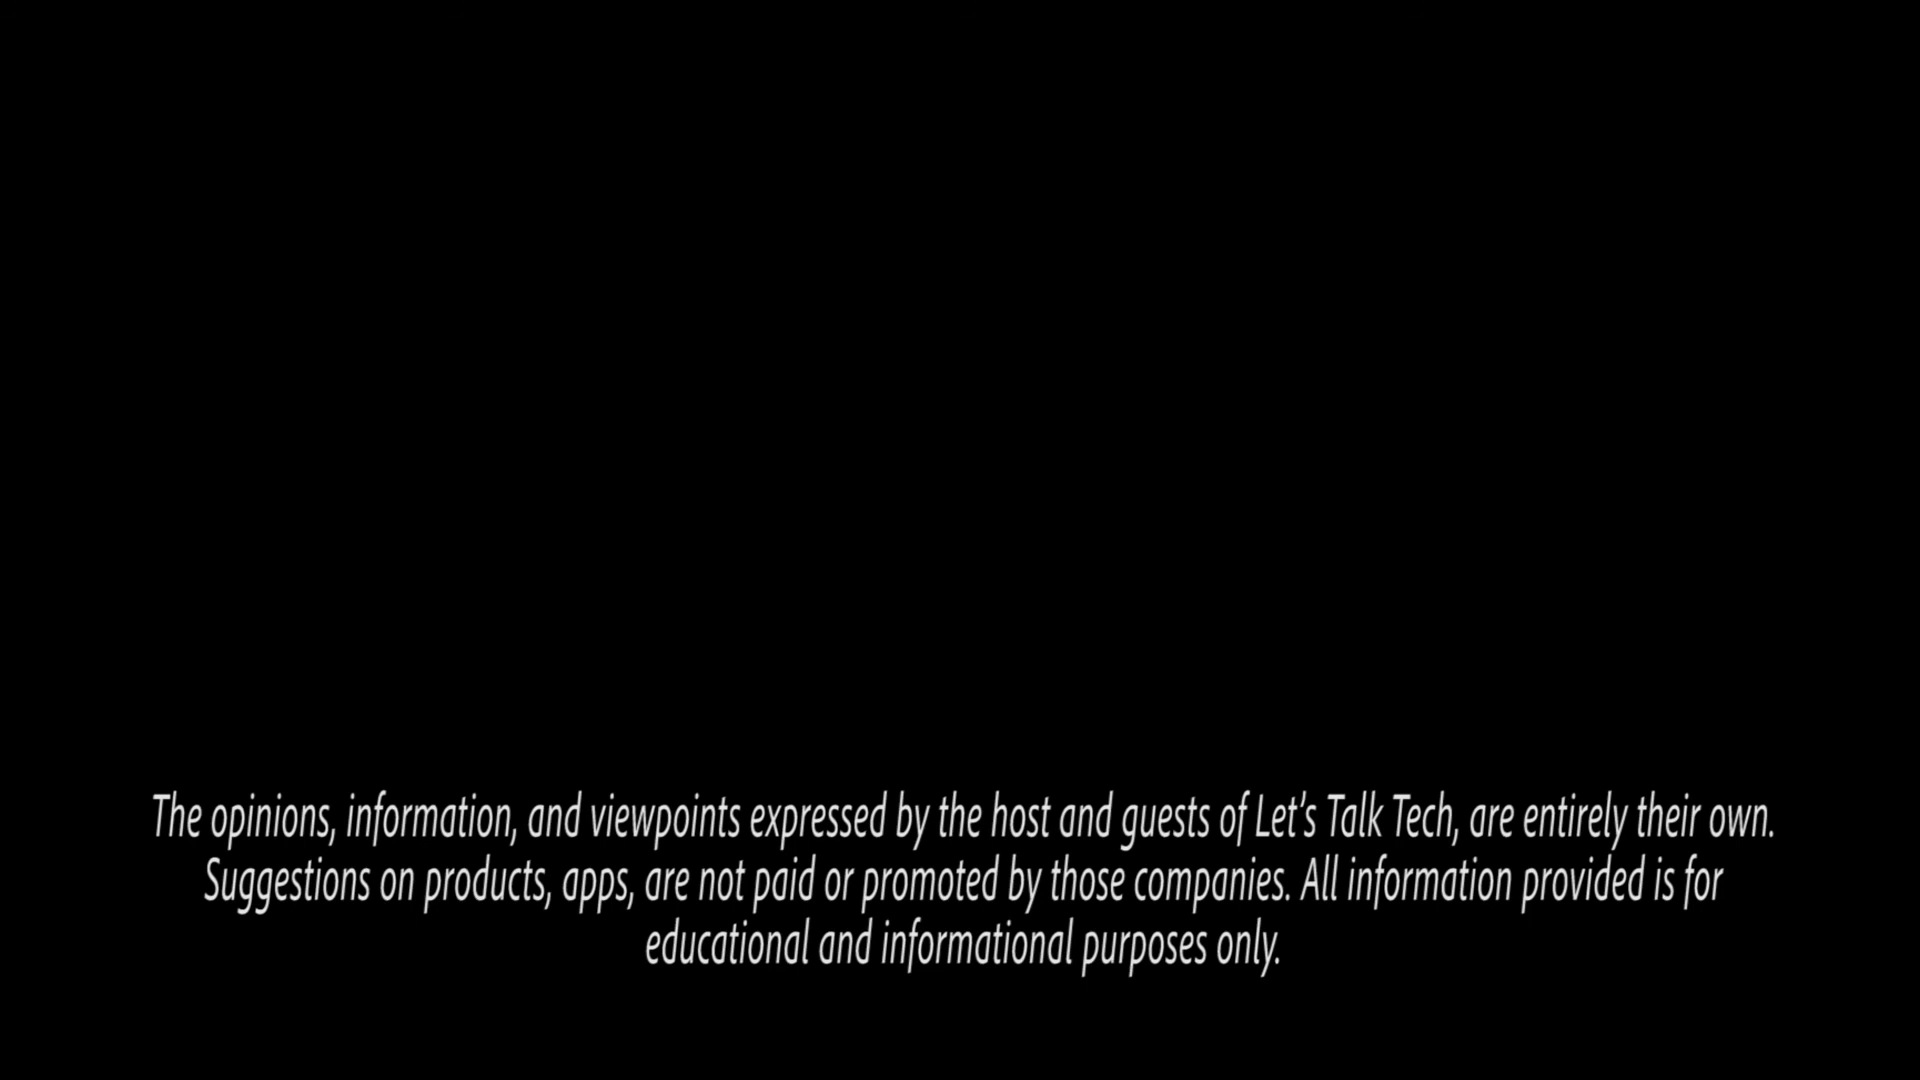 The opinions, information, and viewpoints expressed by the host and guests of Let’s Talk Tech, are entirely their own.
Suggestions on products, apps, are not paid or promoted by those companies. All information provided is for
educational and informational purposes only.